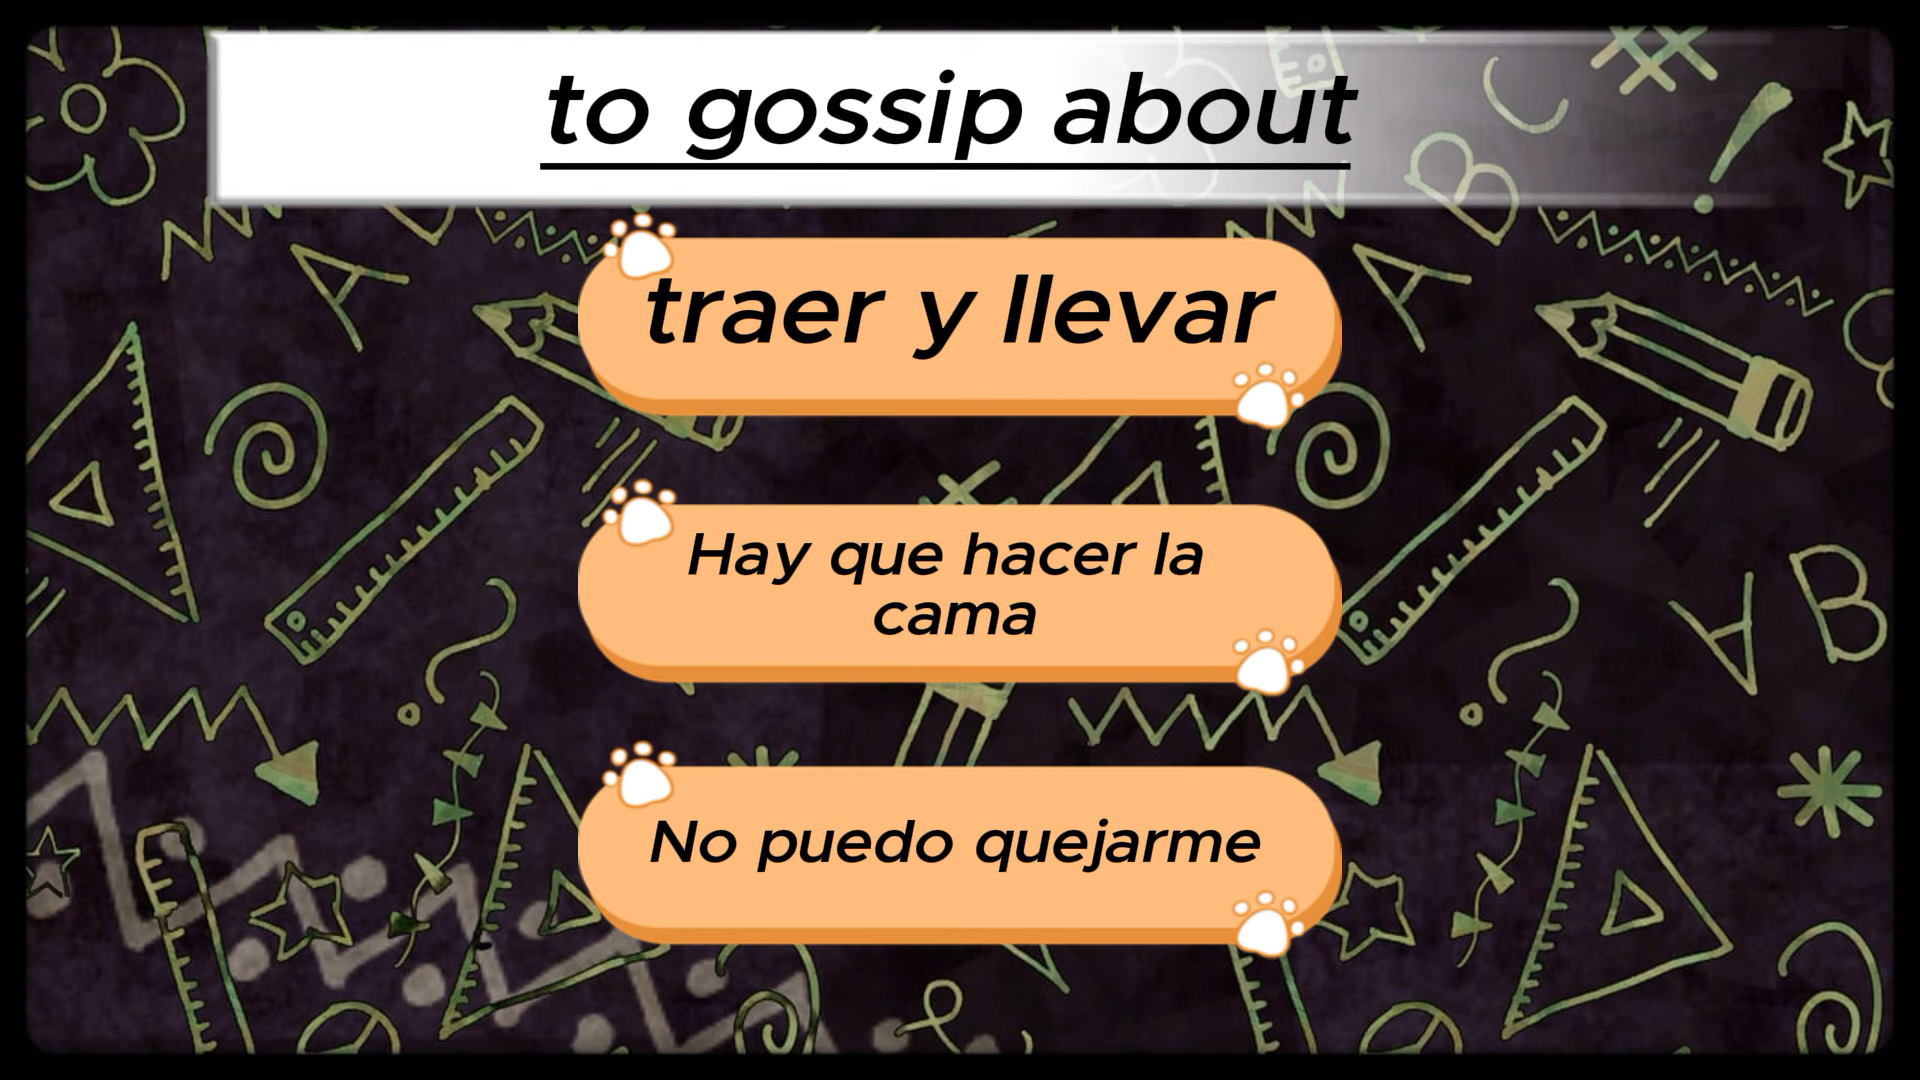 to gossip about
traer y llevar
Hay que hacer la
cama
No puedo quejarme